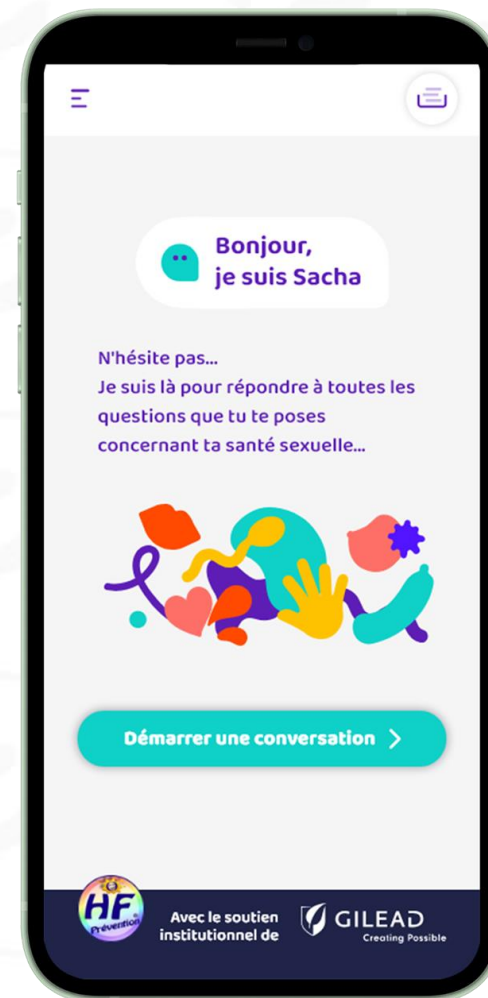 Bonjour,
je suis Sacha
N'hésite pas...
Je suis là pour répondre à toutes les
questions que tu te poses
concernant ta santé sexuelle...
Démarrer une conversation
HF
Prévention
Avec le soutien
institutionnel de
GILEAD
Creating Possible